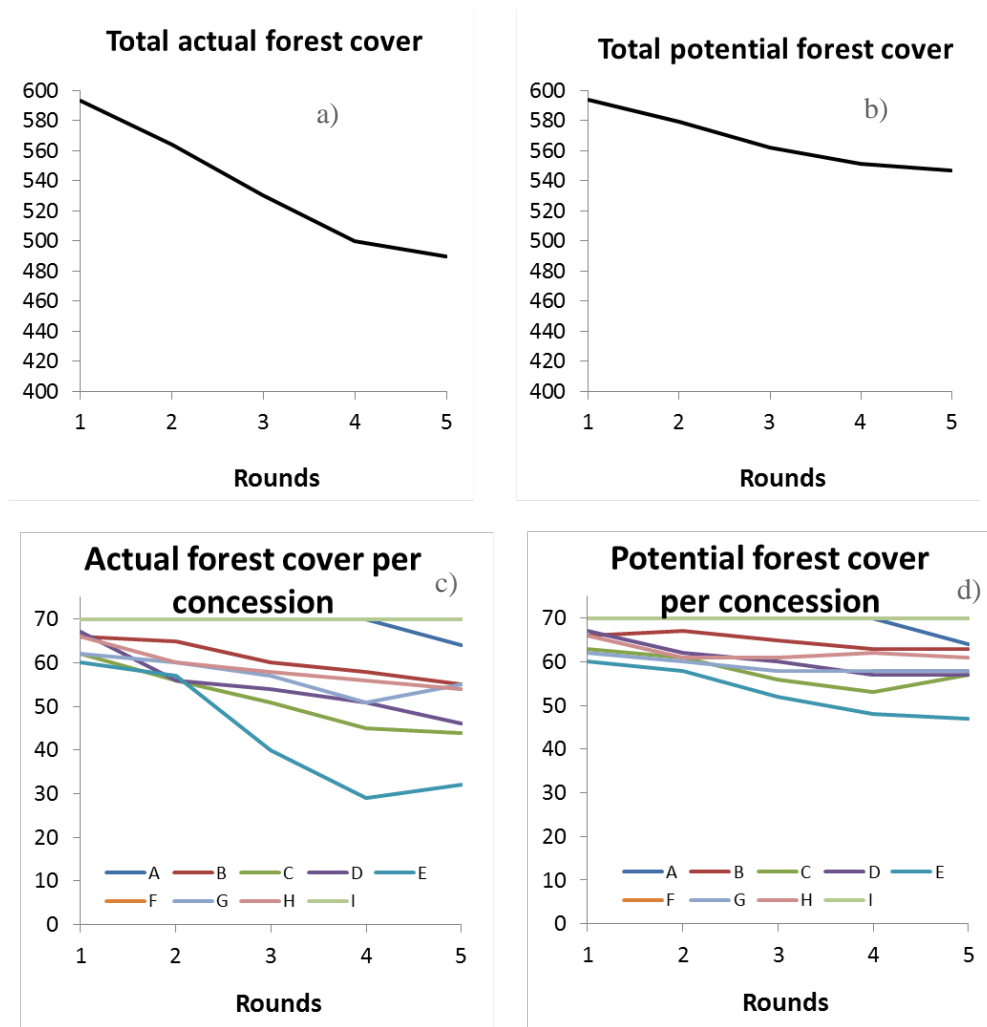 Total actual forest cover
a)
600
580
560
540
520
500
480
460
440
420
400
1 2 3 4 5
Rounds
Total potential forest cover
b)
600
580
560
540
520
500
480
460
440
420
400
1 2 3 4 5
Rounds
Actual forest cover per
concession
c)
70
60
50
40
30
20
10
0
A B C D E
F G H I
1 2 3 4 5
Rounds
Potential forest cover
per concession
d)
70
60
50
40
30
20
10
0
A B C D E
F G H I
1 2 3 4 5
Rounds